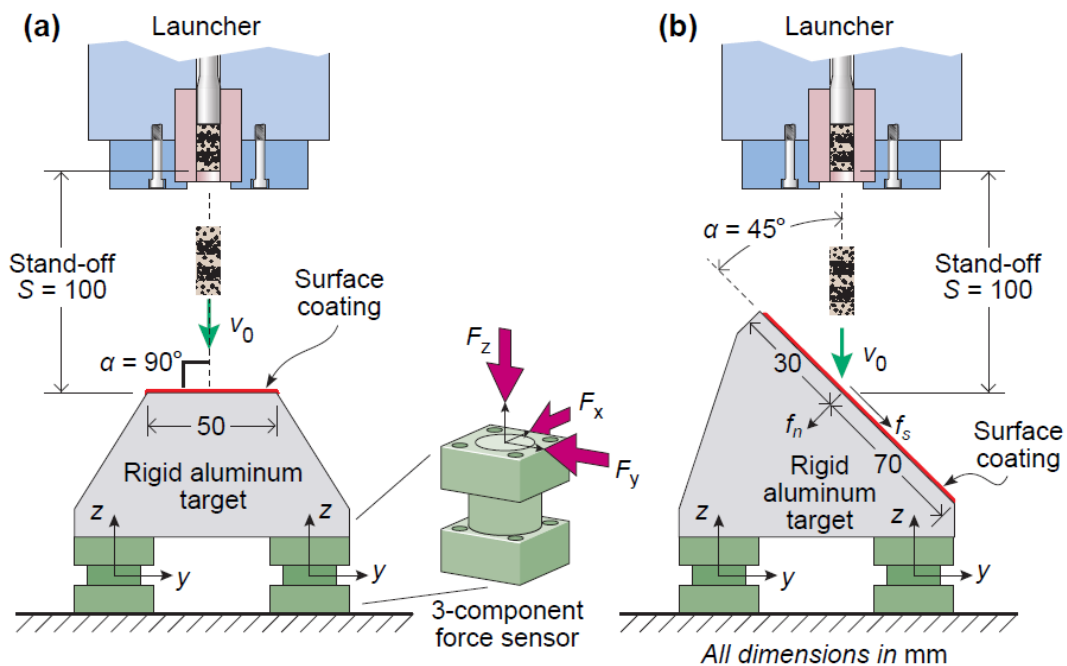 (a)
Launcher
Stand-off
S = 100
v0
α = 90°
Surface
coating
50
Rigid aluminum
target
z
y
z
y
Fz
Fx
Fy
3-component
force sensor
(b)
Launcher
α = 45°
Stand-off
S = 100
v0
30
fn
fs
70
Surface
coating
Rigid
aluminum
target
z
y
z
y
All dimensions in mm